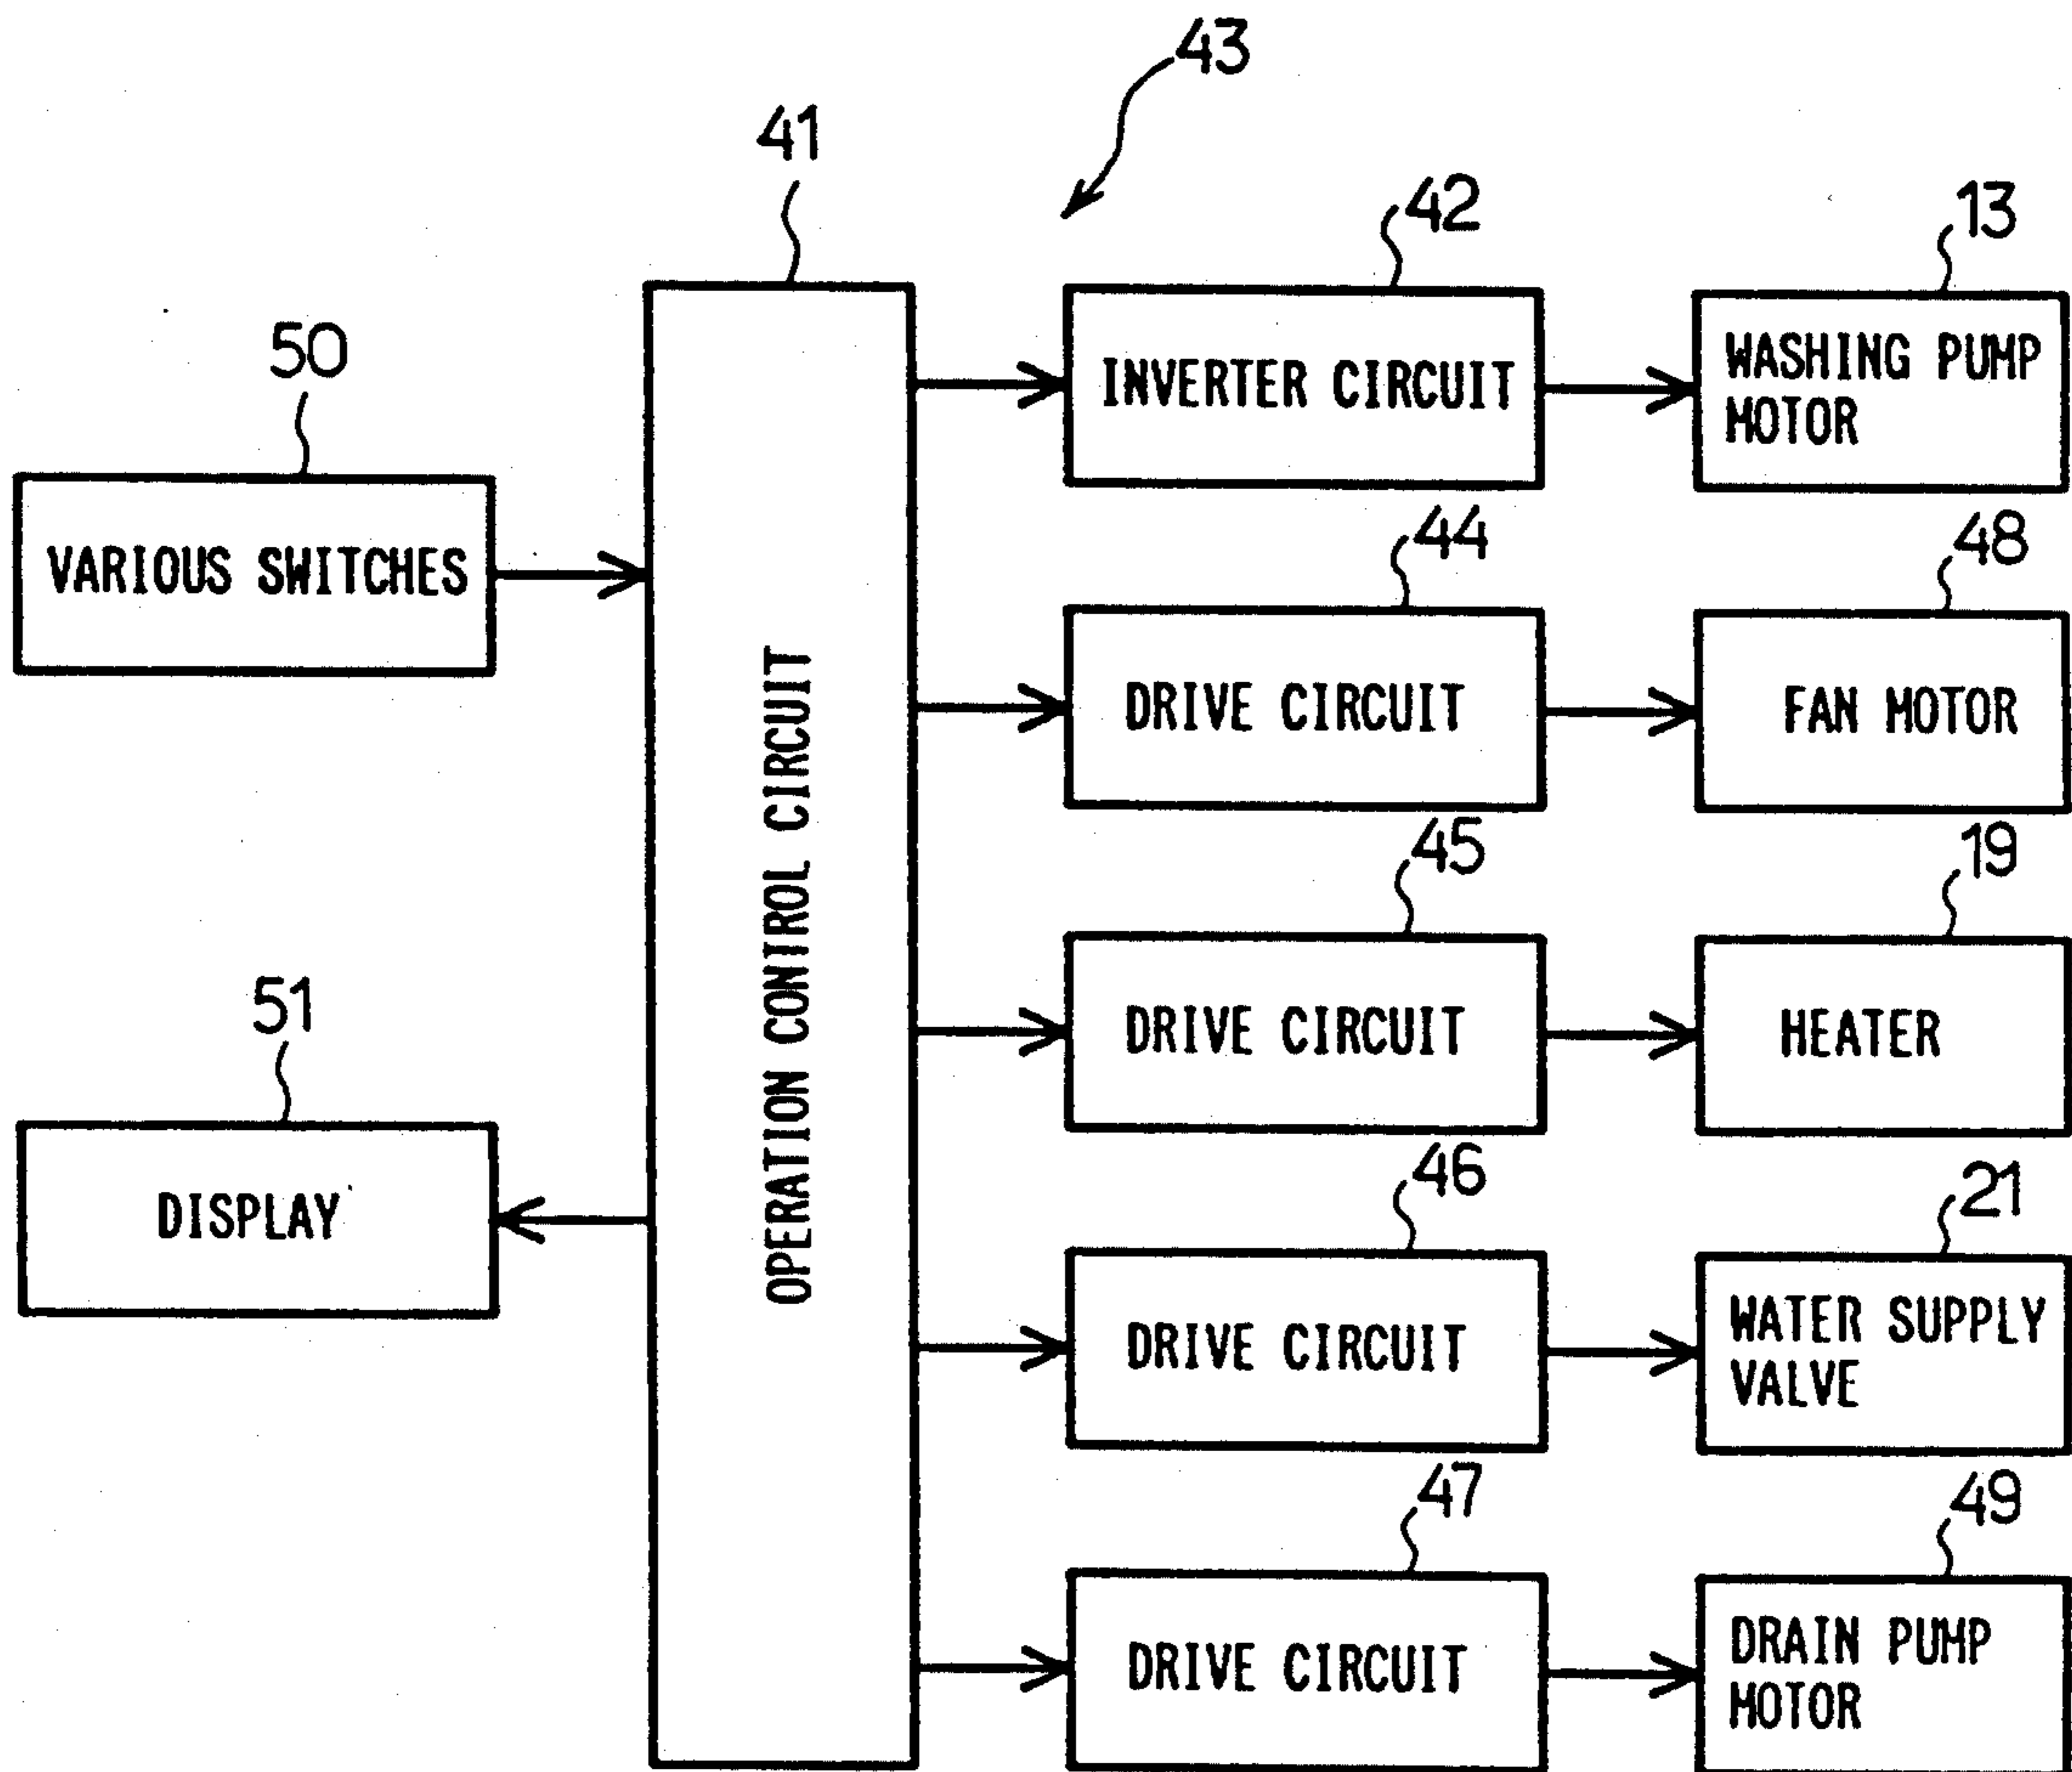 43
41
42
13
50
INVERTER CIRCUIT
WASHING PUMP
MOTOR
VARIOUS SWITCHES
44
48
OPERATION CONTROL CIRCUIT
DRIVE CIRCUIT
FAN MOTOR
45
19
51
DRIVE CIRCUIT
HEATER
DISPLAY
46
21
DRIVE CIRCUIT
WATER SUPPLY
VALVE
47
49
DRIVE CIRCUIT
DRAIN PUMP
MOTOR